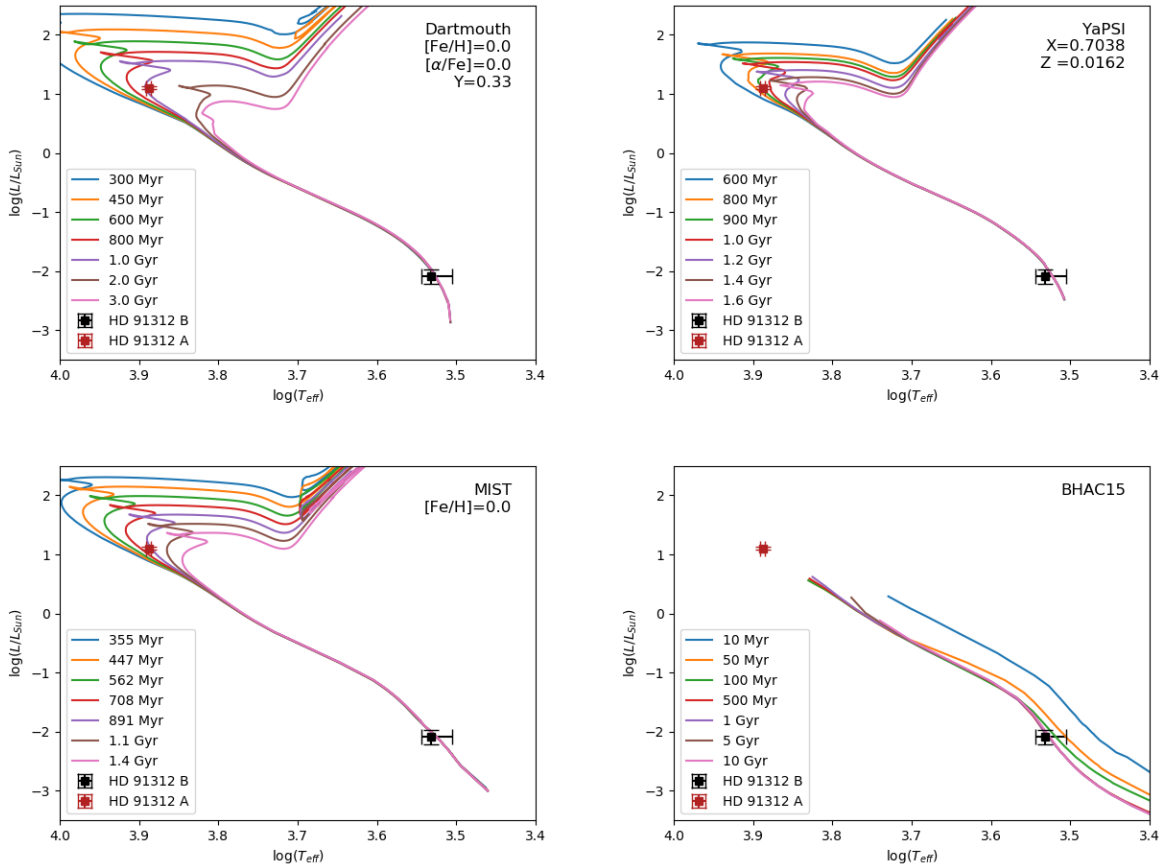 Dartmouth
[Fe/H]=0.0
[α/Fe]=0.0
Y=0.33
2
1
0
−1
−2
−3
log(L/L_Sun)
300 Myr
450 Myr
600 Myr
800 Myr
1.0 Gyr
2.0 Gyr
3.0 Gyr
HD 91312 B
HD 91312 A
4.0 3.9 3.8 3.7 3.6 3.5 3.4
log(T_eff)
YaPSI
X=0.7038
Z =0.0162
2
1
0
−1
−2
−3
log(L/L_Sun)
600 Myr
800 Myr
900 Myr
1.0 Gyr
1.2 Gyr
1.4 Gyr
1.6 Gyr
HD 91312 B
HD 91312 A
4.0 3.9 3.8 3.7 3.6 3.5 3.4
log(T_eff)
MIST
[Fe/H]=0.0
2
1
0
−1
−2
−3
log(L/L_Sun)
355 Myr
447 Myr
562 Myr
708 Myr
891 Myr
1.1 Gyr
1.4 Gyr
HD 91312 B
HD 91312 A
4.0 3.9 3.8 3.7 3.6 3.5 3.4
log(T_eff)
BHAC15
2
1
0
−1
−2
−3
log(L/L_Sun)
10 Myr
50 Myr
100 Myr
500 Myr
1 Gyr
5 Gyr
10 Gyr
HD 91312 B
HD 91312 A
4.0 3.9 3.8 3.7 3.6 3.5 3.4
log(T_eff)